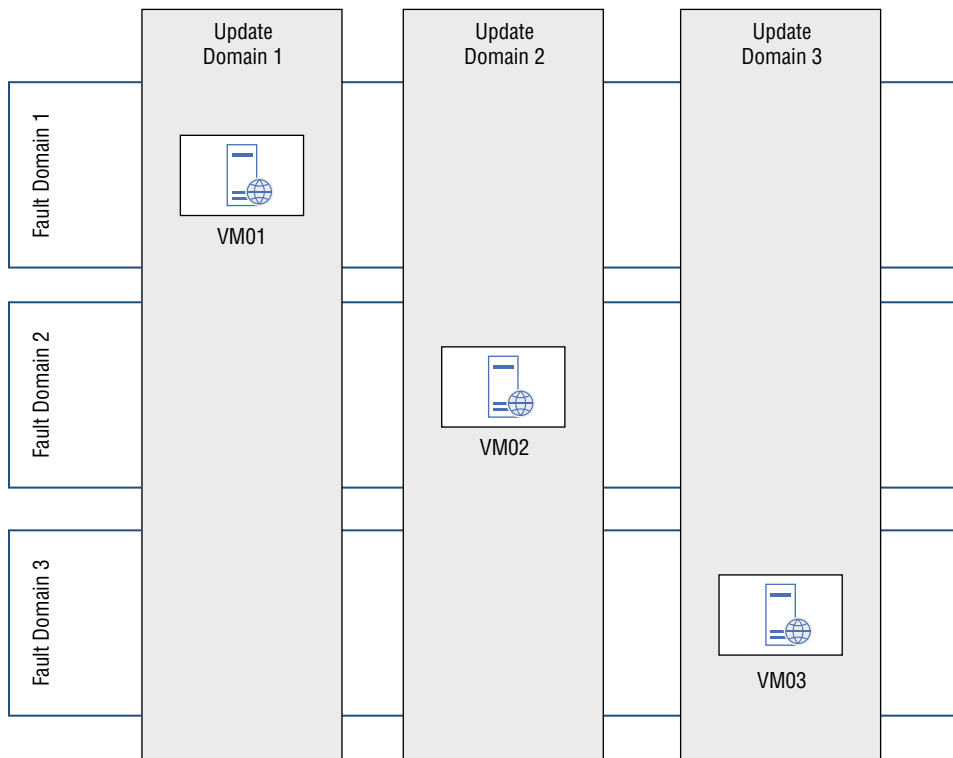 Update
Domain 1
Update
Domain 2
Update
Domain 3
Fault Domain 1
VM01
Fault Domain 2
VM02
Fault Domain 3
VM03